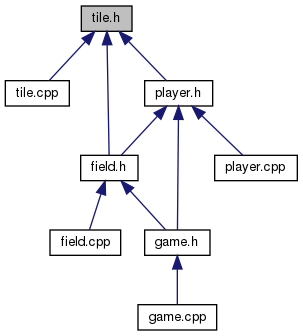 tile.h
tile.cpp
player.h
field.h
player.cpp
field.cpp
game.h
game.cpp